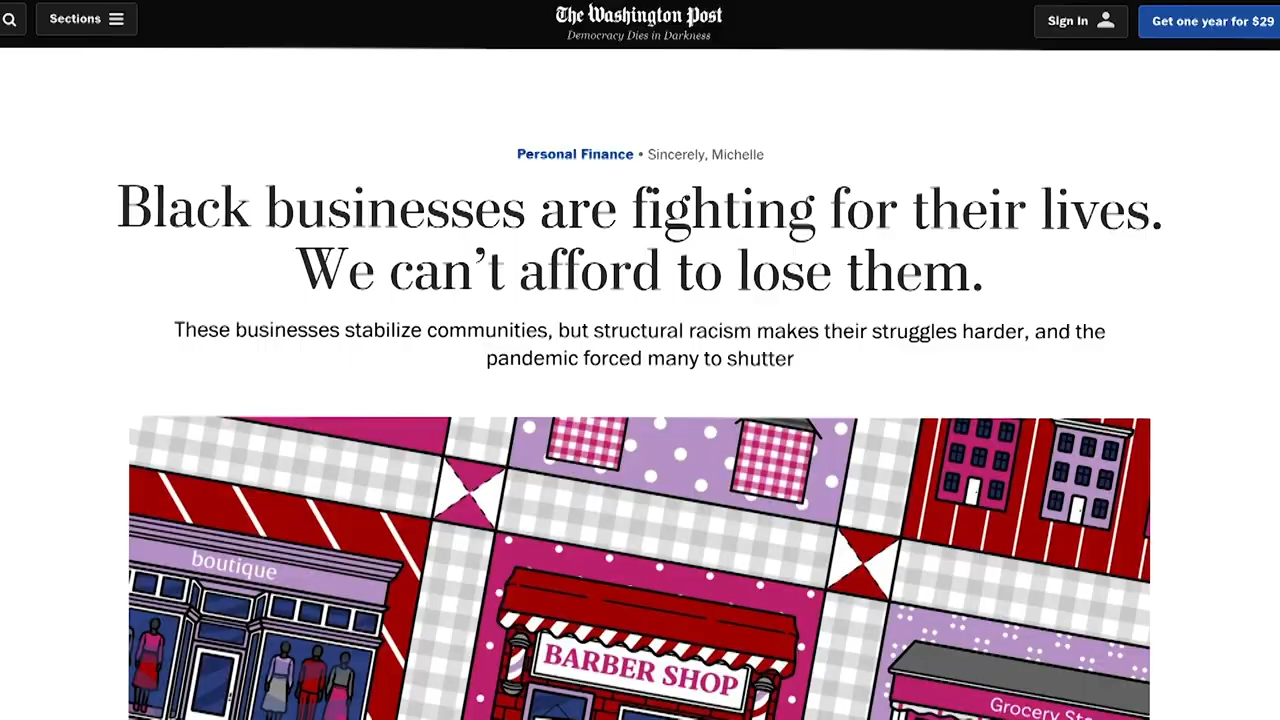 Sections
The Washington Post
Democracy Dies in Darkness
Sign In
Get one year for $29
Personal Finance • Sincerely, Michelle
Black businesses are fighting for their lives.
We can't afford to lose them.
These businesses stabilize communities, but structural racism makes their struggles harder, and the
pandemic forced many to shutter
boutique
BARBER SHOP
Grocery